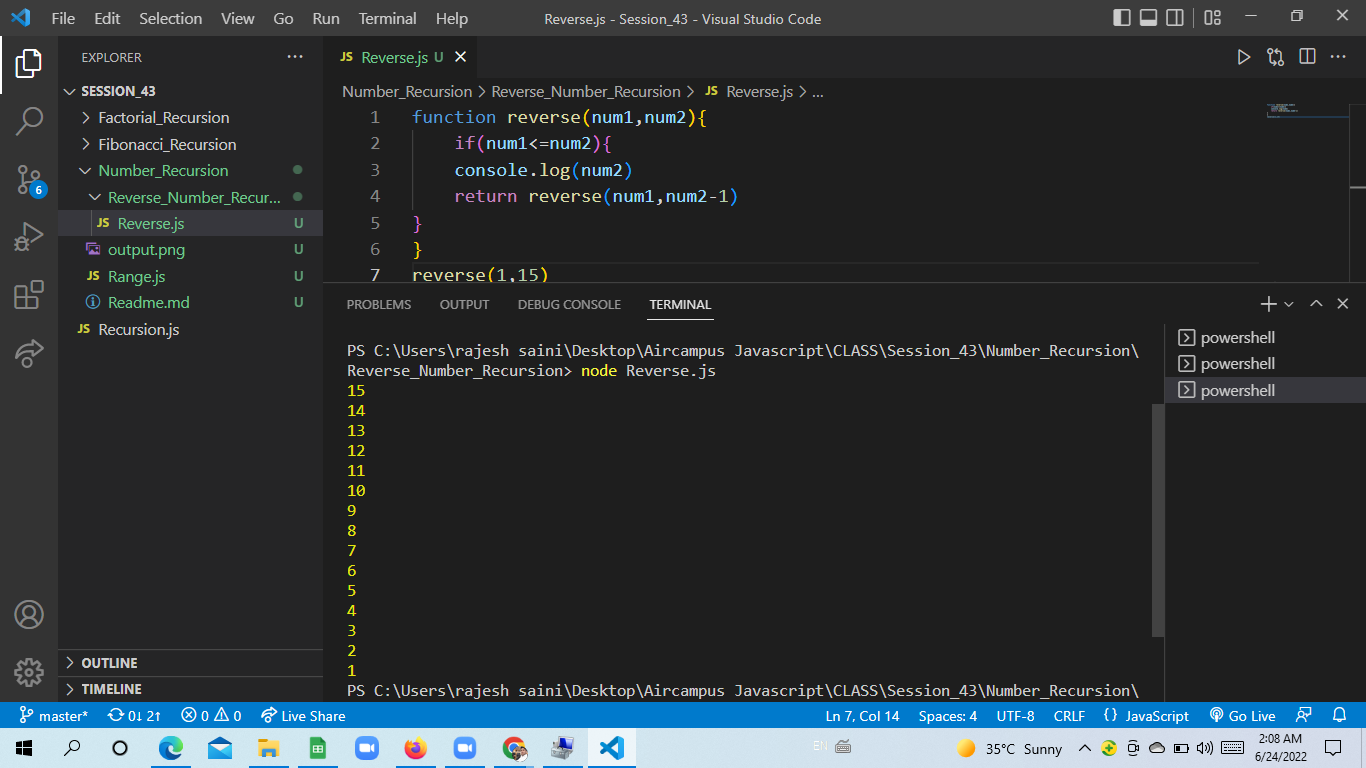 File Edit Selection View Go Run Terminal Help
Reverse.js - Session_43 - Visual Studio Code
EXPLORER
SESSION_43
Factorial_Recursion
Fibonacci_Recursion
Number_Recursion
Reverse_Number_Recur...
JS Reverse.js U
output.png U
JS Range.js U
Readme.md U
JS Recursion.js
OUTLINE
TIMELINE
6
JS Reverse.js U
Number_Recursion > Reverse_Number_Recursion > JS Reverse.js > ...
1 function reverse(num1,num2){
2 if(num1<=num2){
3 console.log(num2)
4 return reverse(num1,num2-1)
5 }
6 }
7 reverse(1,15)
PROBLEMS OUTPUT DEBUG CONSOLE TERMINAL
PS C:\Users\rajesh saini\Desktop\Aircampus Javascript\CLASS\Session_43\Number_Recursion\
Reverse_Number_Recursion> node Reverse.js
15
14
13
12
11
10
9
8
7
6
5
4
3
2
1
PS C:\Users\rajesh saini\Desktop\Aircampus Javascript\CLASS\Session_43\Number_Recursion\
powershell
powershell
powershell
master* 0↓ 2↑ 0 0 Live Share
Ln 7, Col 14 Spaces: 4 UTF-8 CRLF {} JavaScript Go Live
EN 35°C Sunny
2:08 AM
6/24/2022